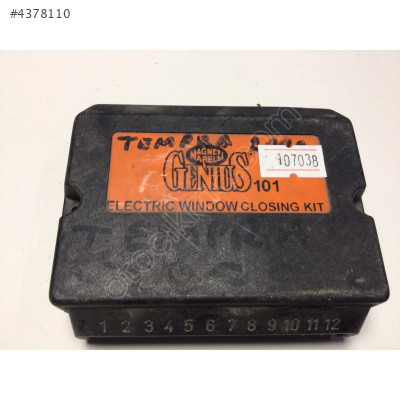 #4378110
TEMPRA
107038
MAGNETI
MARELLI
GENIUS 101
ELECTRIC WINDOW CLOSING KIT
TEMPRA
1 2 3 4 5 6 7 8 9 10 11 12